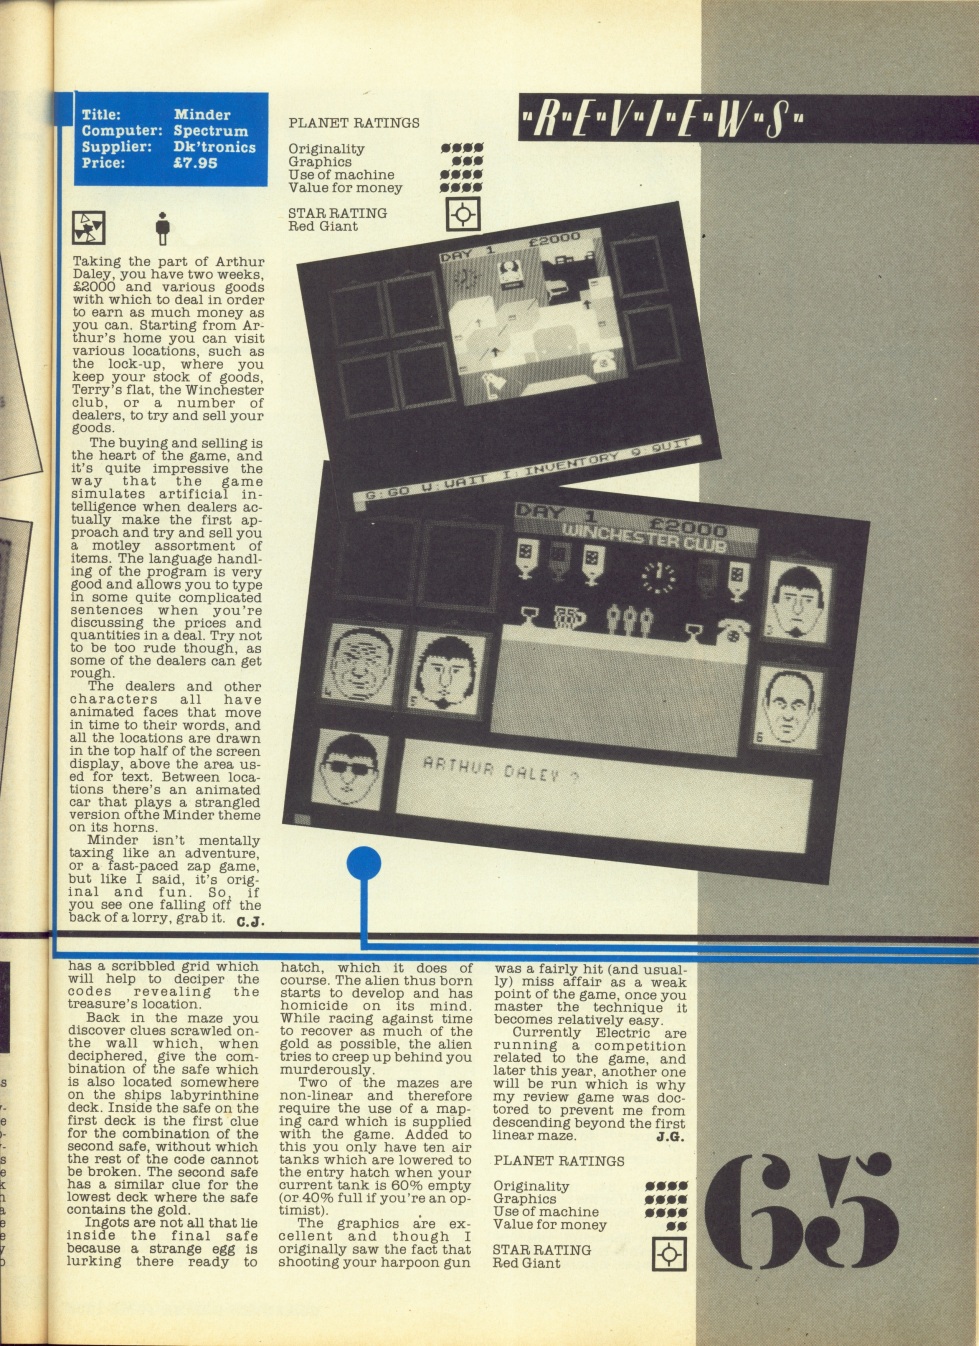 "R"E"V"I"E"W"S"
Title: Minder
Computer: Spectrum
Supplier: Dk'tronics
Price: £7.95
PLANET RATINGS
Originality
Graphics
Use of machine
Value for money
STAR RATING
Red Giant
Taking the part of Arthur
Daley, you have two weeks,
£2000 and various goods
with which to deal in order
to earn as much money as
you can. Starting from Ar-
thur's home you can visit
various locations, such as
the lock-up, where you
keep your stock of goods,
Terry's flat, the Winchester
club, or a number of
dealers, to try and sell your
goods.
The buying and selling is
the heart of the game, and
it's quite impressive the
way that the game
simulates artificial in-
telligence when dealers ac-
tually make the first ap-
proach and try and sell you
a motley assortment of
items. The language handl-
ing of the program is very
good and allows you to type
in some quite complicated
sentences when you're
discussing the prices and
quantities in a deal. Try not
to be too rude though, as
some of the dealers can get
rough.
The dealers and other
characters all have
animated faces that move
in time to their words, and
all the locations are drawn
in the top half of the screen
display, above the area us-
ed for text. Between loca-
tions there's an animated
car that plays a strangled
version ofthe Minder theme
on its horns.
Minder isn't mentally
taxing like an adventure,
or a fast-paced zap game,
but like I said, it's orig-
inal and fun. So, if
you see one falling off the
back of a lorry, grab it. C.J.
DAY 1 £2000
G:GO W:WAIT I:INVENTORY Q:QUIT
DAY 1 £2000
WINCHESTER CLUB
5
6
ARTHUR DALEY ?
has a scribbled grid which
will help to deciper the
codes revealing the
treasure's location.
Back in the maze you
discover clues scrawled on-
the wall which, when
deciphered, give the com-
bination of the safe which
is also located somewhere
on the ships labyrinthine
deck. Inside the safe on the
first deck is the first clue
for the combination of the
second safe, without which
the rest of the code cannot
be broken. The second safe
has a similar clue for the
lowest deck where the safe
contains the gold.
Ingots are not all that lie
inside the final safe
because a strange egg is
lurking there ready to
hatch, which it does of
course. The alien thus born
starts to develop and has
homicide on its mind.
While racing against time
to recover as much of the
gold as possible, the alien
tries to creep up behind you
murderously.
Two of the mazes are
non-linear and therefore
require the use of a map-
ing card which is supplied
with the game. Added to
this you only have ten air
tanks which are lowered to
the entry hatch when your
current tank is 60% empty
(or 40% full if you're an op-
timist).
The graphics are ex-
cellent and though I
originally saw the fact that
shooting your harpoon gun
was a fairly hit (and usual-
ly) miss affair as a weak
point of the game, once you
master the technique it
becomes relatively easy.
Currently Electric are
running a competition
related to the game, and
later this year, another one
will be run which is why
my review game was doc-
tored to prevent me from
descending beyond the first
linear maze. J.G.
PLANET RATINGS
Originality
Graphics
Use of machine
Value for money
STAR RATING
Red Giant
65